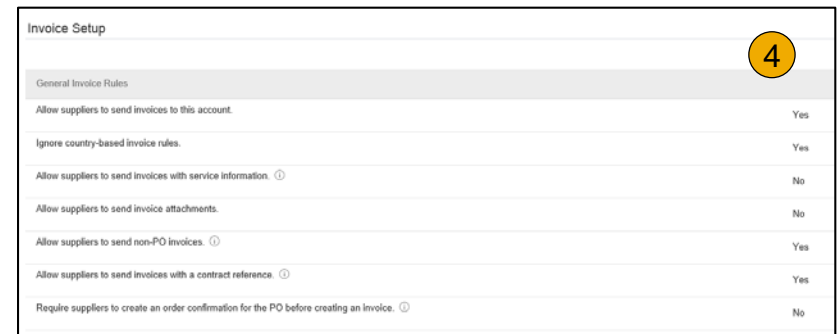 Invoice Setup
4
General Invoice Rules
Allow suppliers to send invoices to this account. Yes
Ignore country-based invoice rules. Yes
Allow suppliers to send invoices with service information. ⓘ No
Allow suppliers to send invoice attachments. No
Allow suppliers to send non-PO invoices. ⓘ Yes
Allow suppliers to send invoices with a contract reference. ⓘ Yes
Require suppliers to create an order confirmation for the PO before creating an invoice. ⓘ No